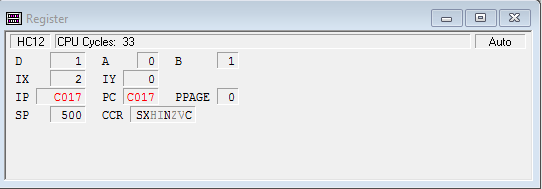 Register
HC12 CPU Cycles: 33 Auto
D 1 A 0 B 1
IX 2 IY 0
IP C017 PC C017 PPAGE 0
SP 500 CCR SXHINZVC